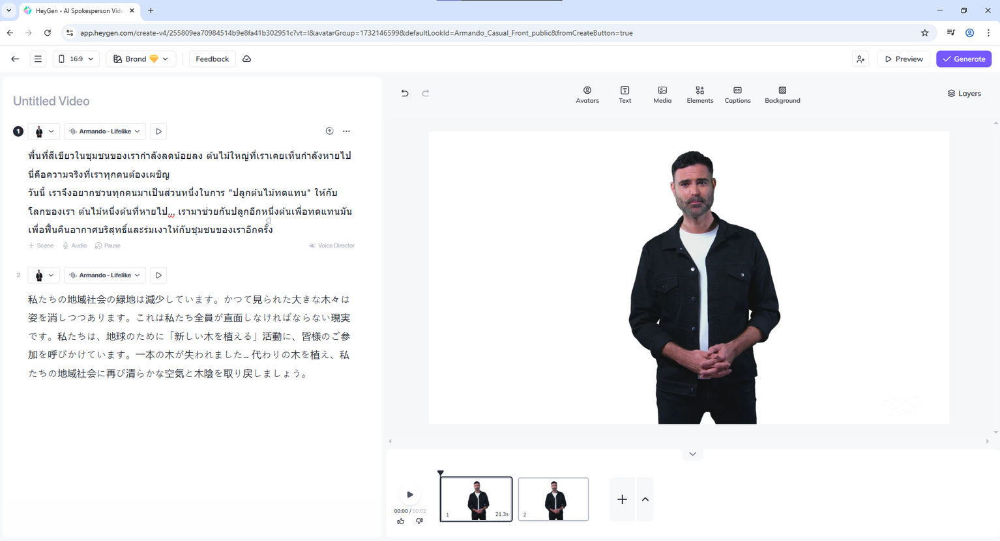 HeyGen - AI Spokesperson Vide
app.heygen.com/create-v4/255809ea70984514b9e8fa41b302951c?vt=l&avatarGroup=1732146599&defaultLookId=Armando_Casual_Front_public&fromCreateButton=true
16:9
Brand
Feedback
Preview
Generate
Untitled Video
Avatars
Text
Media
Elements
Captions
Background
Layers
1
Armando - Lifelike
พื้นที่สีเขียวในชุมชนของเรากำลังลดน้อยลง ต้นไม้ใหญ่ที่เราเคยเห็นกำลังหายไป
นี่คือความจริงที่เราทุกคนต้องเผชิญ
วันนี้ เราจึงอยากชวนทุกคนมาเป็นส่วนหนึ่งในการ "ปลูกต้นไม้ทดแทน" ให้กับ
โลกของเรา ต้นไม้หนึ่งต้นที่หายไป... เรามาช่วยกันปลูกอีกหนึ่งต้นเพื่อทดแทนมัน
เพื่อฟื้นคืนอากาศบริสุทธิ์และร่มเงาให้กับชุมชนของเราอีกครั้ง
Scene
Audio
Pause
Voice Director
2
Armando - Lifelike
私たちの地域社会の緑地は減少しています。かつて見られた大きな木々は
姿を消しつつあります。これは私たち全員が直面しなければならない現実
です。私たちは、地球のために「新しい木を植える」活動に、皆様のご参
加を呼びかけています。一本の木が失われました... 代わりの木を植え、私
たちの地域社会に再び清らかな空気と木陰を取り戻しましょう。
00:00 / 00:52
1
21.3s
2